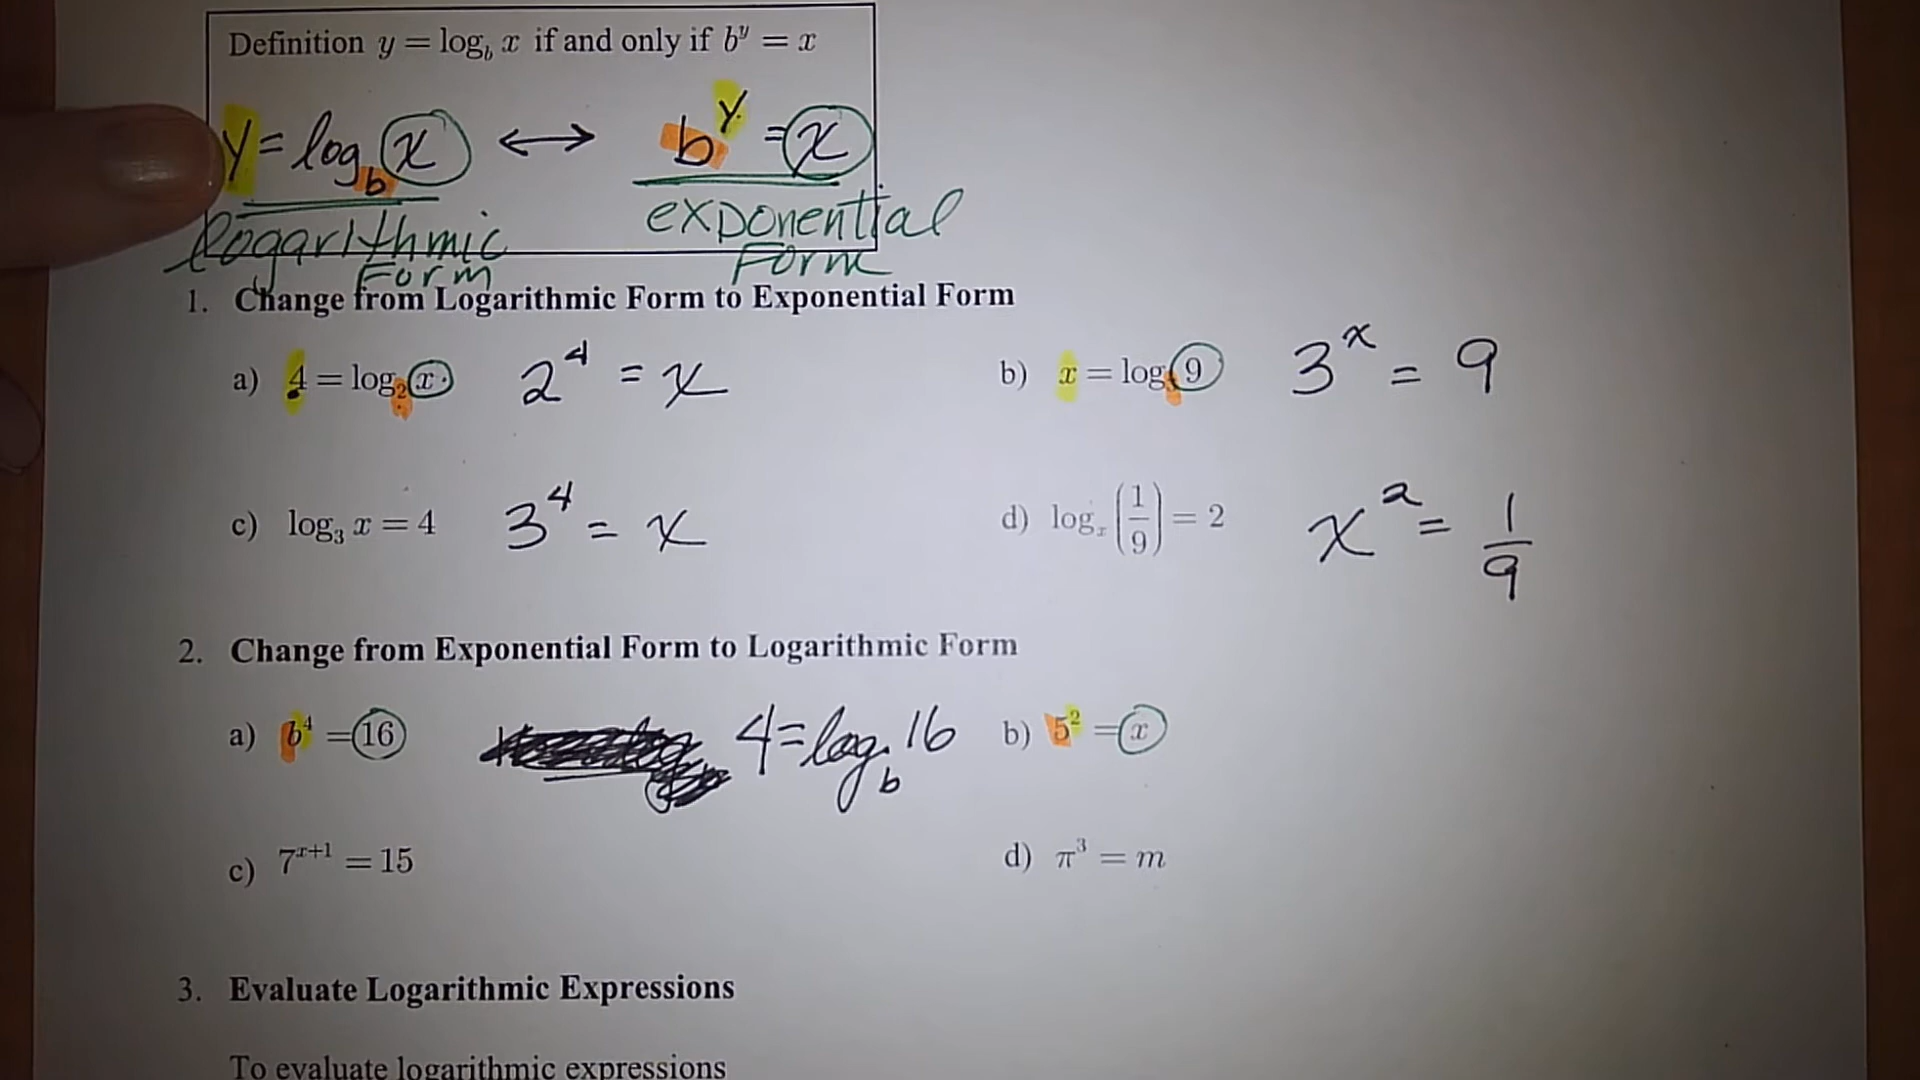 Definition y = log_b x if and only if b^y = x
y = log_b x ↔ b^y = x
logarithmic Form exponential Form
1. Change from Logarithmic Form to Exponential Form
a) 4 = log_2 x 2^4 = x b) x = log 9 3^x = 9
c) log_3 x = 4 3^4 = x d) log_x (1/9) = 2 x^2 = 1/9
2. Change from Exponential Form to Logarithmic Form
a) b^4 = 16 4 = log_b 16 b) 5^2 = x
c) 7^{x+1} = 15 d) π^3 = m
3. Evaluate Logarithmic Expressions
To evaluate logarithmic expressions